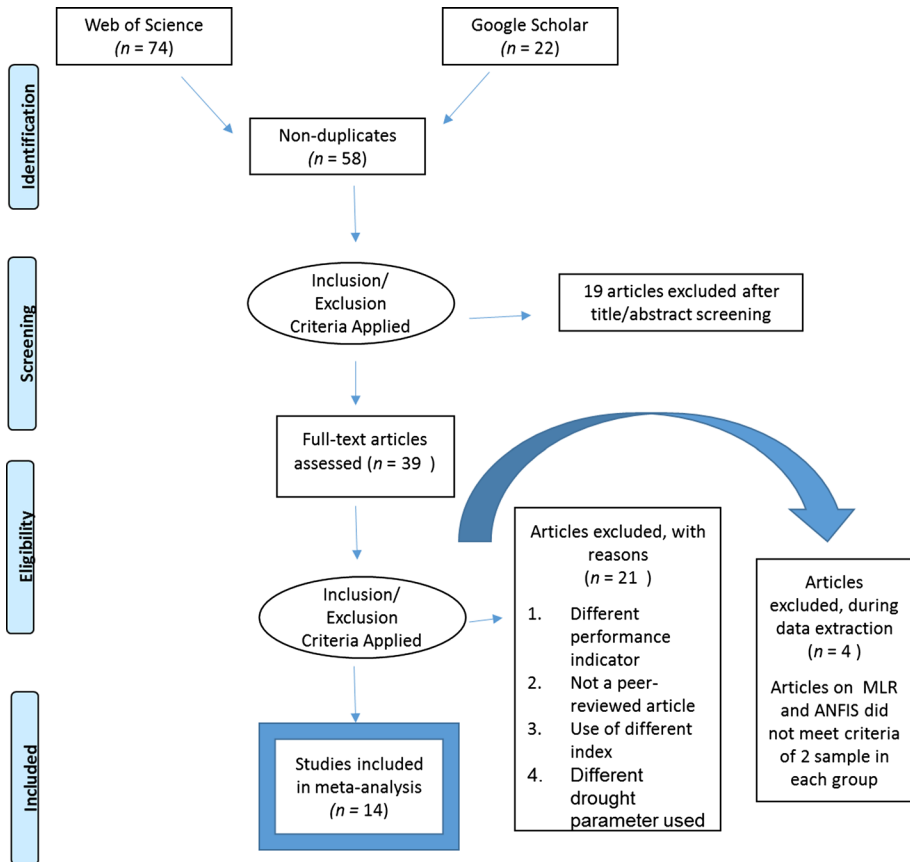 Web of Science
(n = 74)
Google Scholar
(n = 22)
Identification
Non-duplicates
(n = 58)
Screening
Inclusion/
Exclusion
Criteria Applied
19 articles excluded after
title/abstract screening
Full-text articles
assessed (n = 39 )
Eligibility
Inclusion/
Exclusion
Criteria Applied
Articles excluded, with
reasons
(n = 21 )
1. Different
performance
indicator
2. Not a peer-
reviewed article
3. Use of different
index
4. Different
drought
parameter used
Articles
excluded, during
data extraction
(n = 4 )
Articles on MLR
and ANFIS did
not meet criteria
of 2 sample in
each group
Included
Studies included
in meta-analysis
(n = 14)